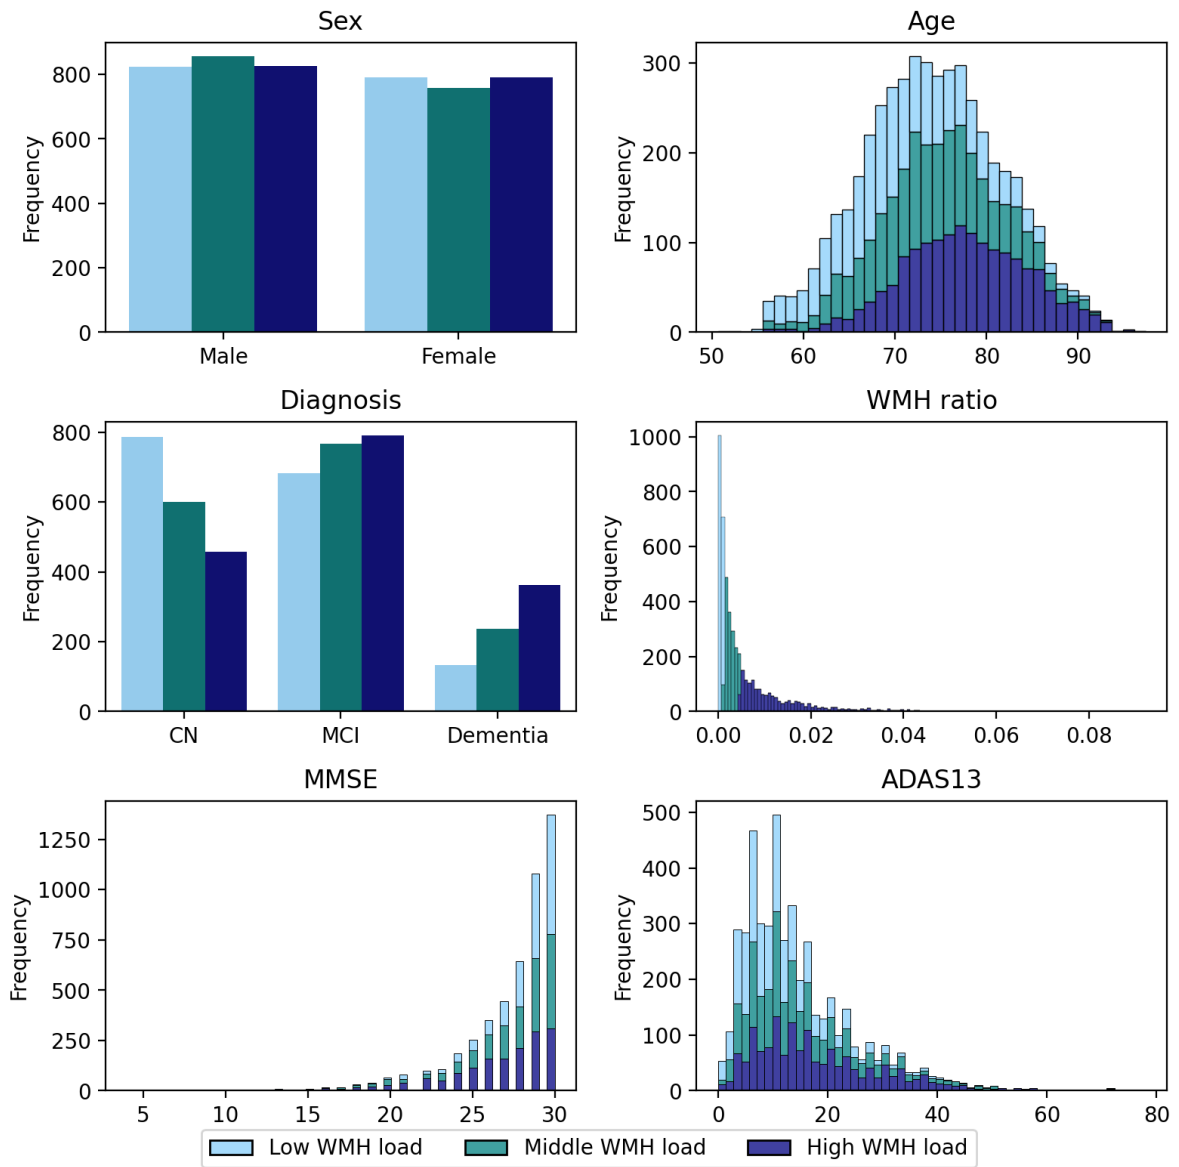 Sex
Frequency
800
600
400
200
0
Male Female
Age
Frequency
300
200
100
0
50 60 70 80 90
Diagnosis
Frequency
800
600
400
200
0
CN MCI Dementia
WMH ratio
Frequency
1000
800
600
400
200
0
0.00 0.02 0.04 0.06 0.08
MMSE
Frequency
1250
1000
750
500
250
0
5 10 15 20 25 30
ADAS13
Frequency
500
400
300
200
100
0
0 20 40 60 80
Low WMH load Middle WMH load High WMH load